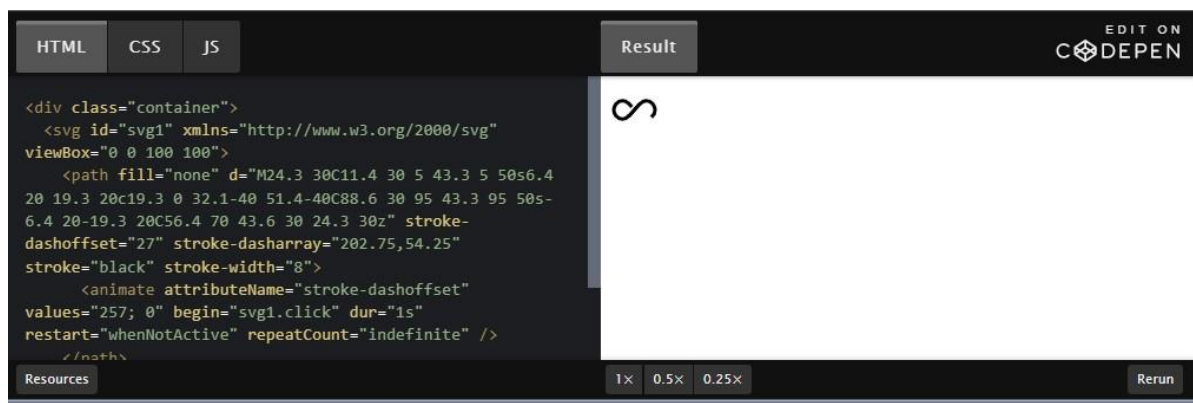 HTML CSS JS
Result
EDIT ON
CODEPEN
<div class="container">
  <svg id="svg1" xmlns="http://www.w3.org/2000/svg"
viewBox="0 0 100 100">
    <path fill="none" d="M24.3 30C11.4 30 5 43.3 5 50s6.4
20 19.3 20c19.3 0 32.1-40 51.4-40C88.6 30 95 43.3 95 50s-
6.4 20-19.3 20C56.4 70 43.6 30 24.3 30z" stroke-
dashoffset="27" stroke-dasharray="202.75,54.25"
stroke="black" stroke-width="8">
      <animate attributeName="stroke-dashoffset"
values="257; 0" begin="svg1.click" dur="1s"
restart="whenNotActive" repeatCount="indefinite" />
    </path>
Resources
1× 0.5× 0.25×
Rerun